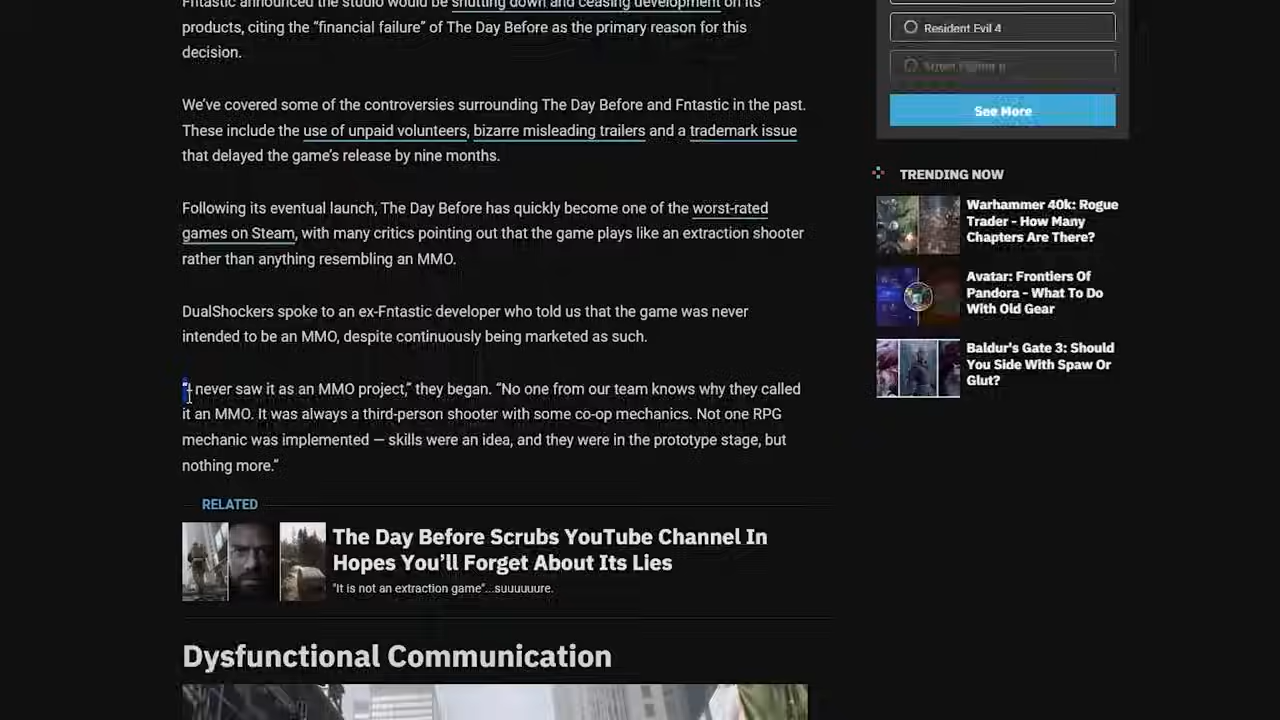 Fntastic announced the studio would be shutting down and ceasing development on its
products, citing the “financial failure” of The Day Before as the primary reason for this
decision.
We’ve covered some of the controversies surrounding The Day Before and Fntastic in the past.
These include the use of unpaid volunteers, bizarre misleading trailers and a trademark issue
that delayed the game’s release by nine months.
Following its eventual launch, The Day Before has quickly become one of the worst-rated
games on Steam, with many critics pointing out that the game plays like an extraction shooter
rather than anything resembling an MMO.
DualShockers spoke to an ex-Fntastic developer who told us that the game was never
intended to be an MMO, despite continuously being marketed as such.
“I never saw it as an MMO project,” they began. “No one from our team knows why they called
it an MMO. It was always a third-person shooter with some co-op mechanics. Not one RPG
mechanic was implemented — skills were an idea, and they were in the prototype stage, but
nothing more.”
RELATED
The Day Before Scrubs YouTube Channel In
Hopes You’ll Forget About Its Lies
"It is not an extraction game"...suuuuuure.
Dysfunctional Communication
Resident Evil 4
Street Fighter 6
See More
TRENDING NOW
Warhammer 40k: Rogue
Trader - How Many
Chapters Are There?
Avatar: Frontiers Of
Pandora - What To Do
With Old Gear
Baldur's Gate 3: Should
You Side With Spaw Or
Glut?